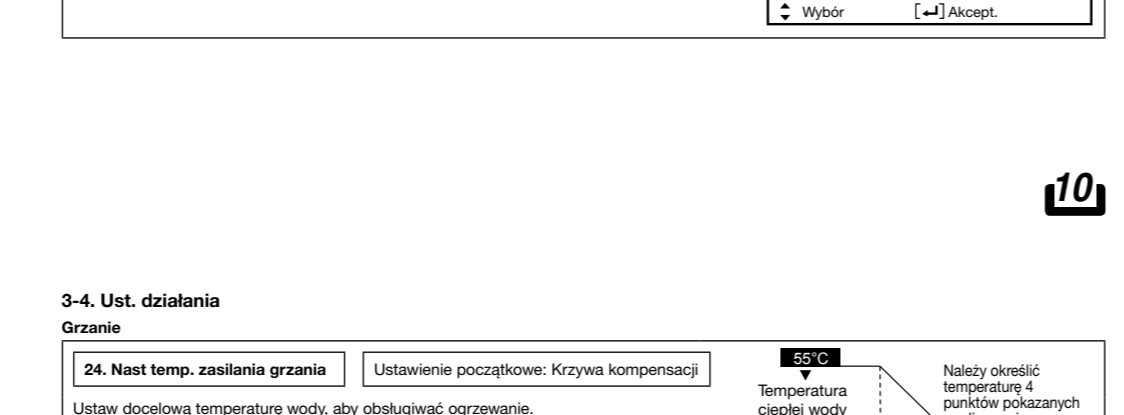 Wybór [↵] Akcept.
10
3-4. Ust. działania
Grzanie
24. Nast temp. zasilania grzania
Ustawienie początkowe: Krzywa kompensacji
Ustaw docelową temperaturę wody, aby obsługiwać ogrzewanie.
55°C
Temperatura
ciepłej wody
Należy określić
temperaturę 4
punktów pokazanych